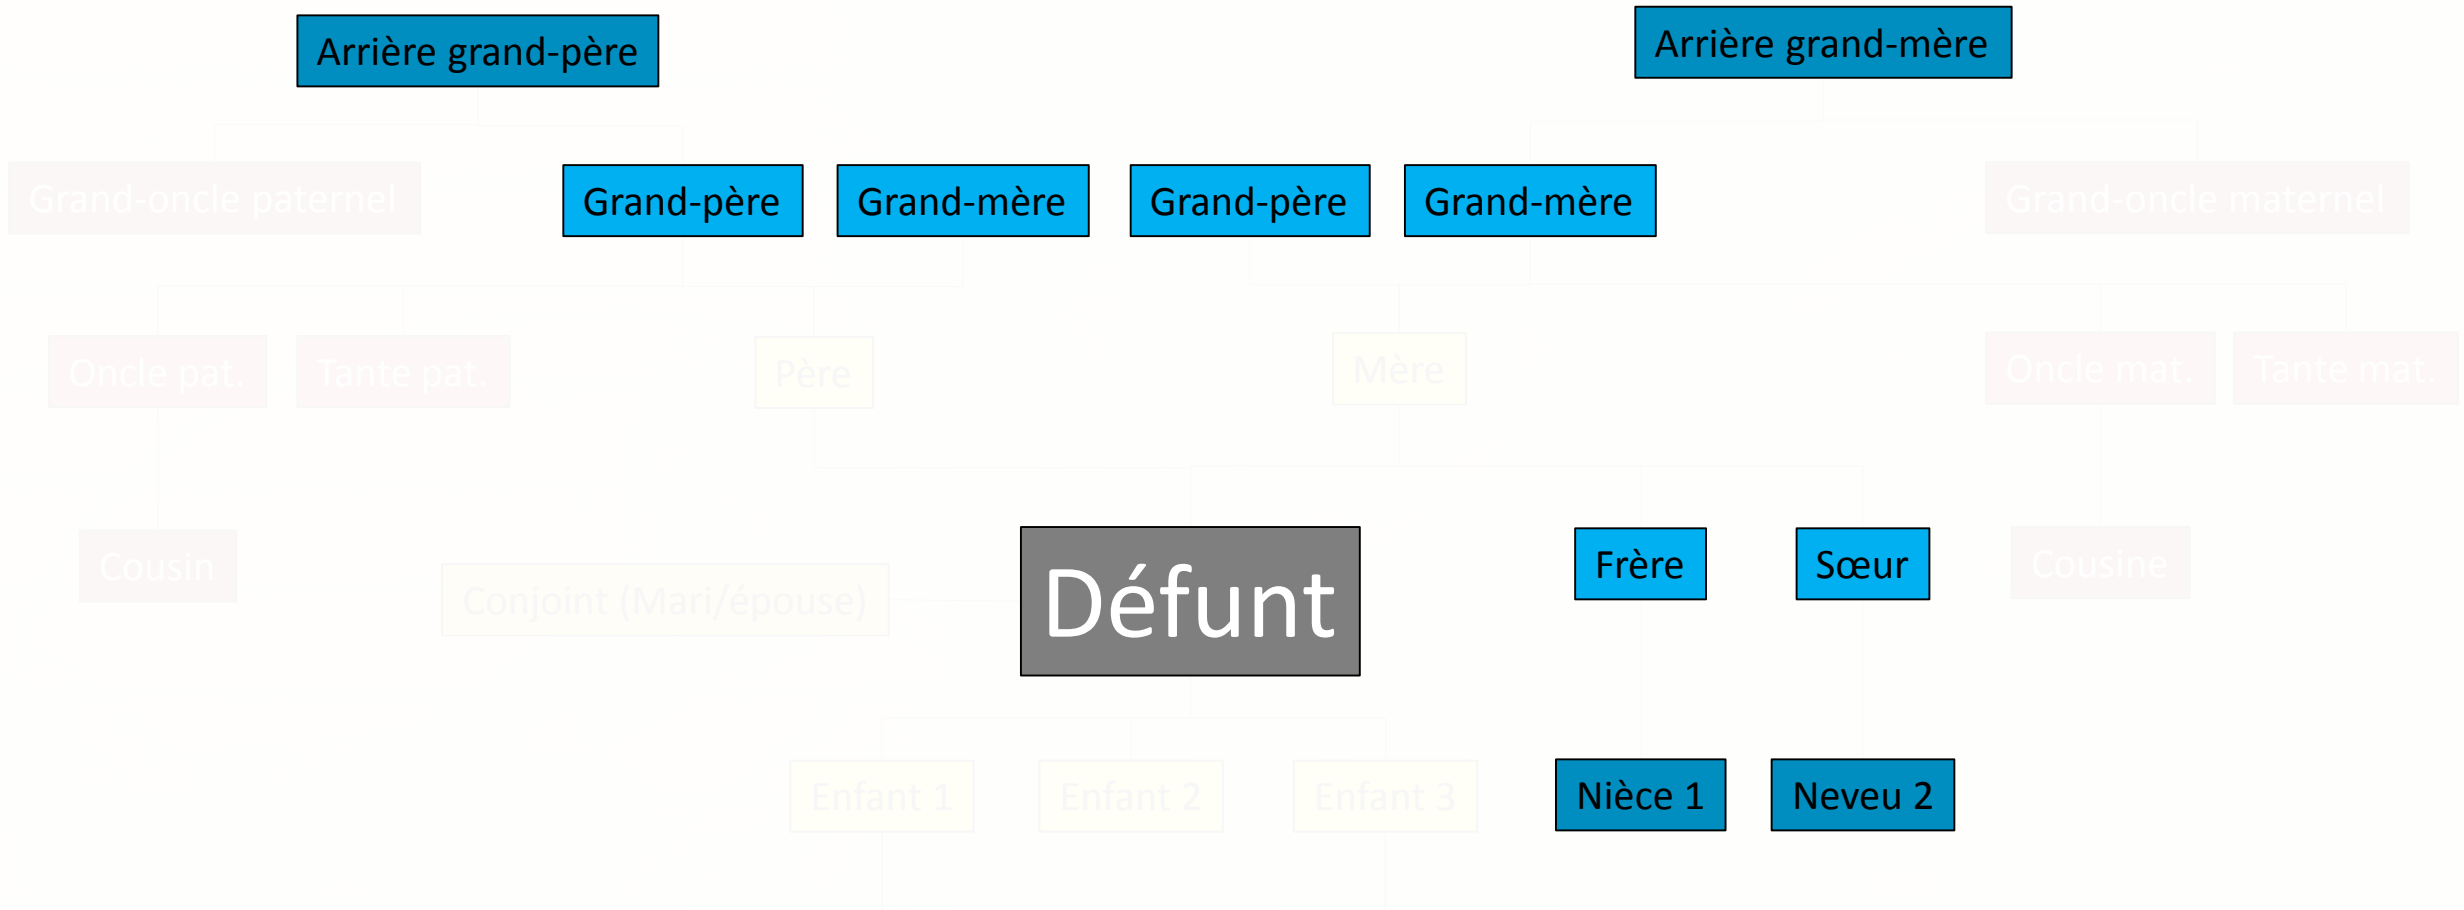 Arrière grand-père
Arrière grand-mère
Grand-oncle paternel
Grand-père
Grand-mère
Grand-père
Grand-mère
Grand-oncle maternel
Oncle pat.
Tante pat.
Père
Mère
Oncle mat.
Tante mat.
Cousin
Conjoint (Mari/épouse)
Défunt
Frère
Sœur
Cousine
Enfant 1
Enfant 2
Enfant 3
Nièce 1
Neveu 2